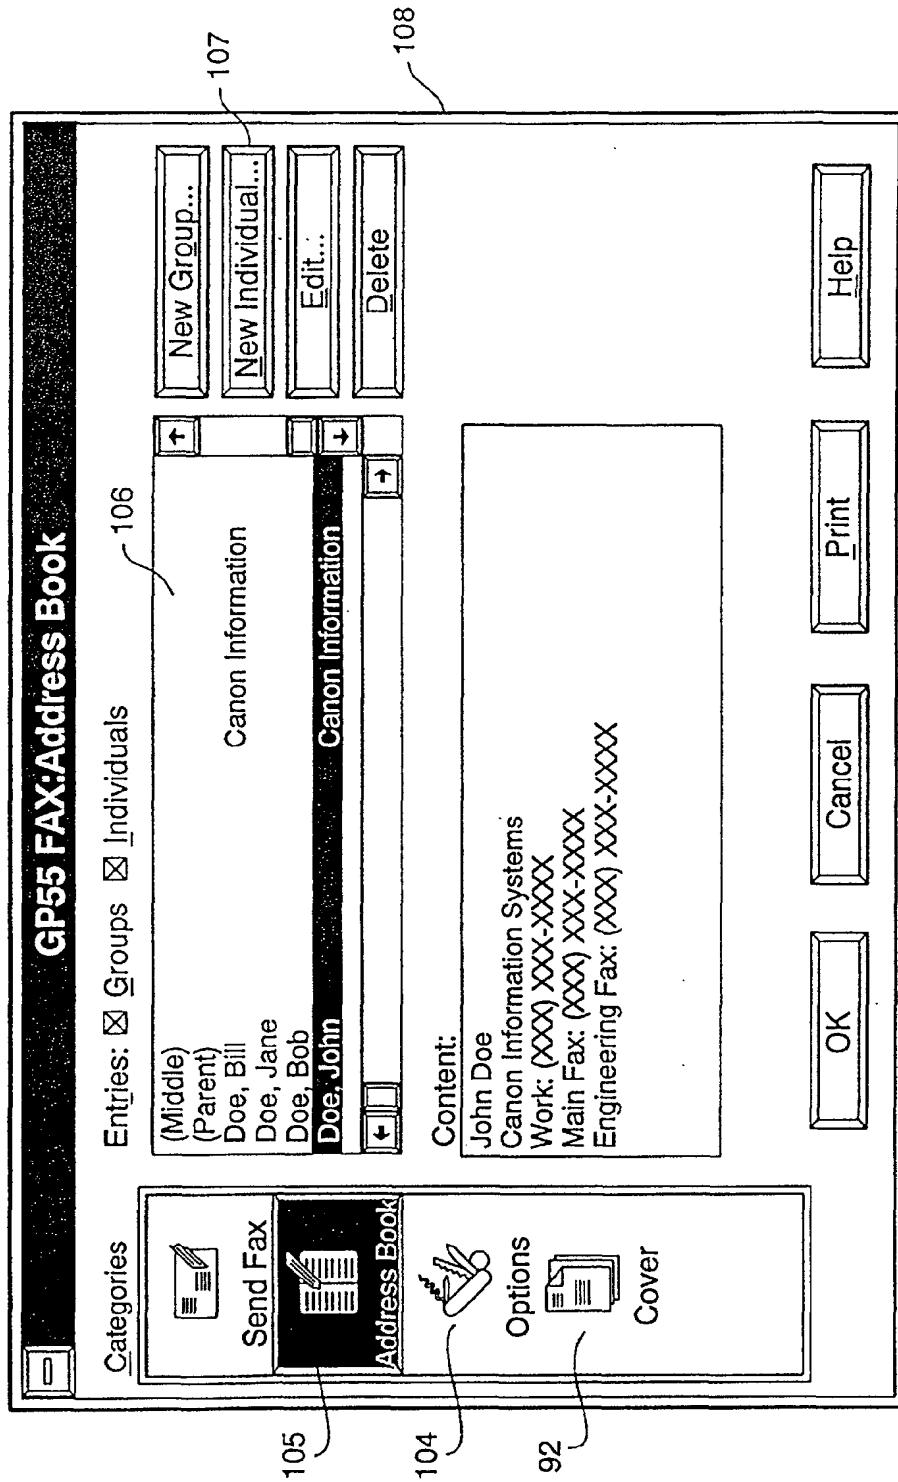 GP55 FAX:Address Book
Categories
Send Fax
Address Book
Options
Cover
Entries: ☒ Groups ☒ Individuals
(Middle)
(Parent)
Doe, Bill Canon Information
Doe, Jane
Doe, Bob
Doe, John Canon Information
New Group...
New Individual...
Edit...
Delete
Content:
John Doe
Canon Information Systems
Work: (XXX) XXX-XXXX
Main Fax: (XXX) XXX-XXXX
Engineering Fax: (XXX) XXX-XXXX
OK
Cancel
Print
Help
105
104
92
106
107
108